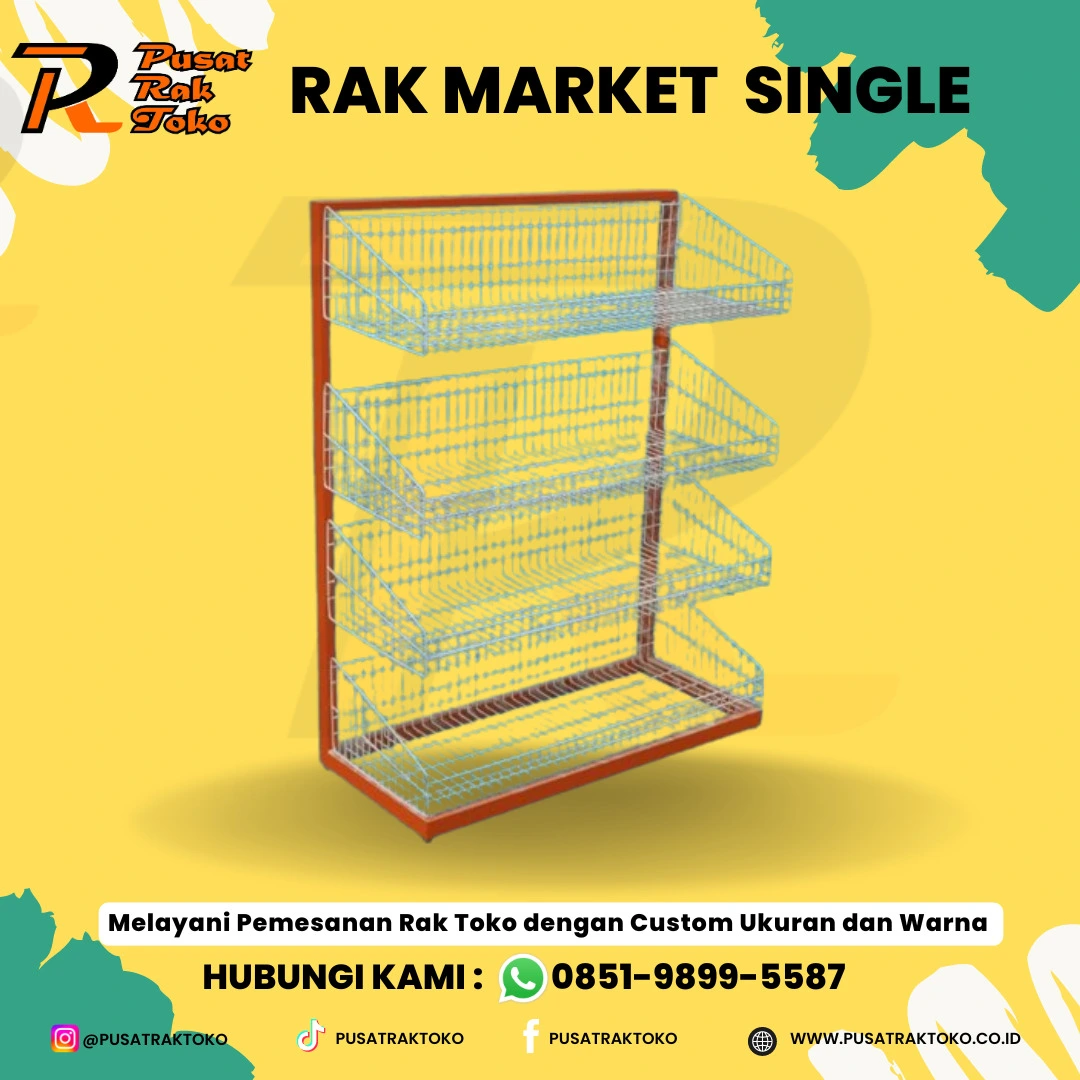 Pusat
Rak
Toko
RAK MARKET SINGLE
Melayani Pemesanan Rak Toko dengan Custom Ukuran dan Warna
HUBUNGI KAMI : 0851-9899-5587
@PUSATRAKTOKO PUSATRAKTOKO PUSATRAKTOKO WWW.PUSATRAKTOKO.CO.ID